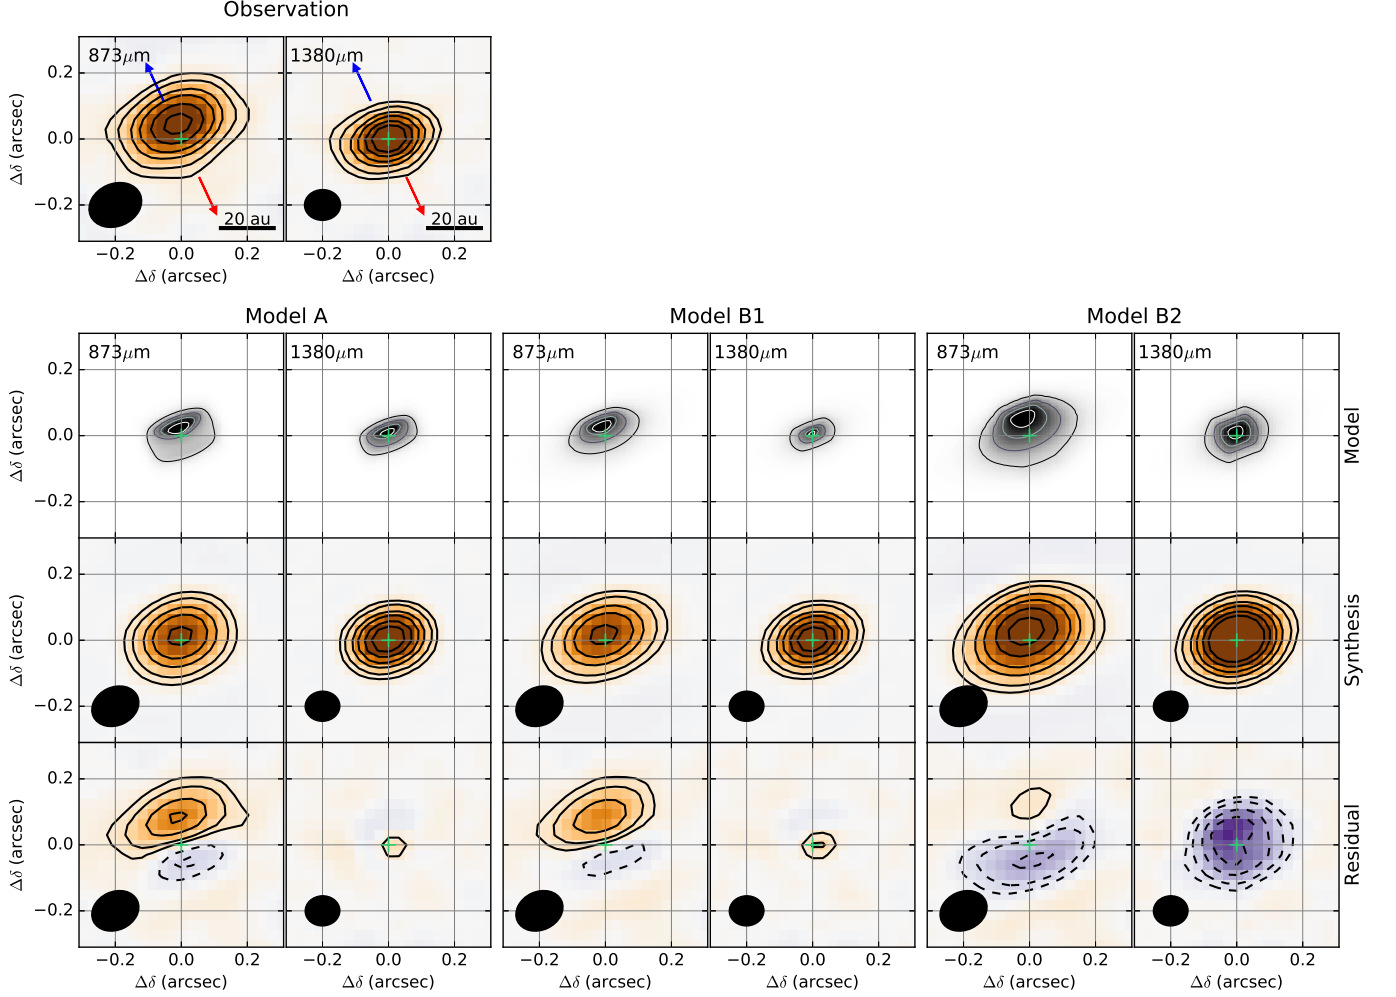 Observation
873μm 1380μm
Δδ (arcsec)
0.2
0.0
−0.2
20 au 20 au
−0.2 0.0 0.2 −0.2 0.0 0.2
Δδ (arcsec) Δδ (arcsec)
Model A Model B1 Model B2
873μm 1380μm 873μm 1380μm 873μm 1380μm
Δδ (arcsec)
0.2
0.0
−0.2
Model
Δδ (arcsec)
0.2
0.0
−0.2
Synthesis
Δδ (arcsec)
0.2
0.0
−0.2
Residual
−0.2 0.0 0.2 −0.2 0.0 0.2 −0.2 0.0 0.2 −0.2 0.0 0.2 −0.2 0.0 0.2 −0.2 0.0 0.2
Δδ (arcsec) Δδ (arcsec) Δδ (arcsec) Δδ (arcsec) Δδ (arcsec) Δδ (arcsec)